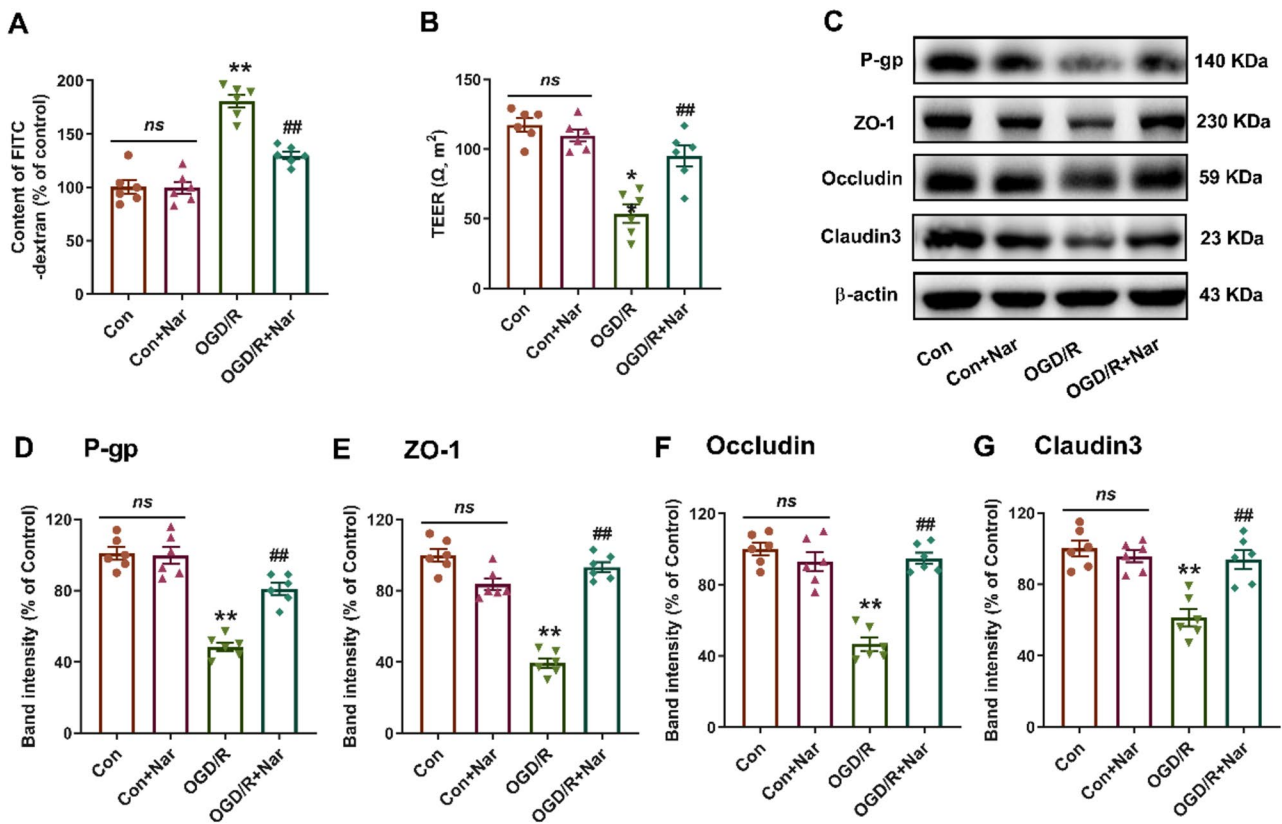 A
Content of FITC
-dextran (% of control)
200
150
100
50
0
ns
**
##
Con
Con+Nar
OGD/R
OGD/R+Nar
B
TEER (Ω, m²)
150
100
50
0
ns
*
*
##
Con
Con+Nar
OGD/R
OGD/R+Nar
C
P-gp 140 KDa
ZO-1 230 KDa
Occludin 59 KDa
Claudin3 23 KDa
β-actin 43 KDa
Con
Con+Nar
OGD/R
OGD/R+Nar
D P-gp
Band intensity (% of Control)
120
80
40
0
ns
**
##
Con
Con+Nar
OGD/R
OGD/R+Nar
E ZO-1
Band intensity (% of Control)
120
80
40
0
ns
**
##
Con
Con+Nar
OGD/R
OGD/R+Nar
F Occludin
Band intensity (% of Control)
120
80
40
0
ns
**
##
Con
Con+Nar
OGD/R
OGD/R+Nar
G Claudin3
Band intensity (% of Control)
120
80
40
0
ns
**
##
Con
Con+Nar
OGD/R
OGD/R+Nar